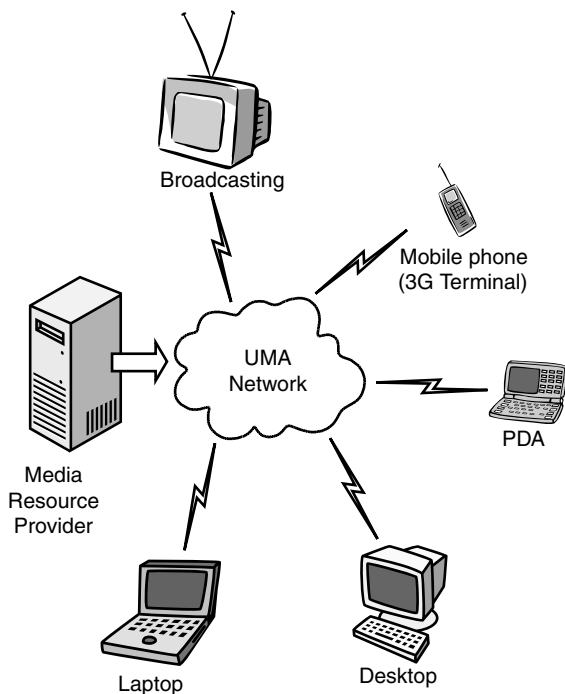 Broadcasting
Mobile phone
(3G Terminal)
UMA
Network
PDA
Media
Resource
Provider
Laptop
Desktop